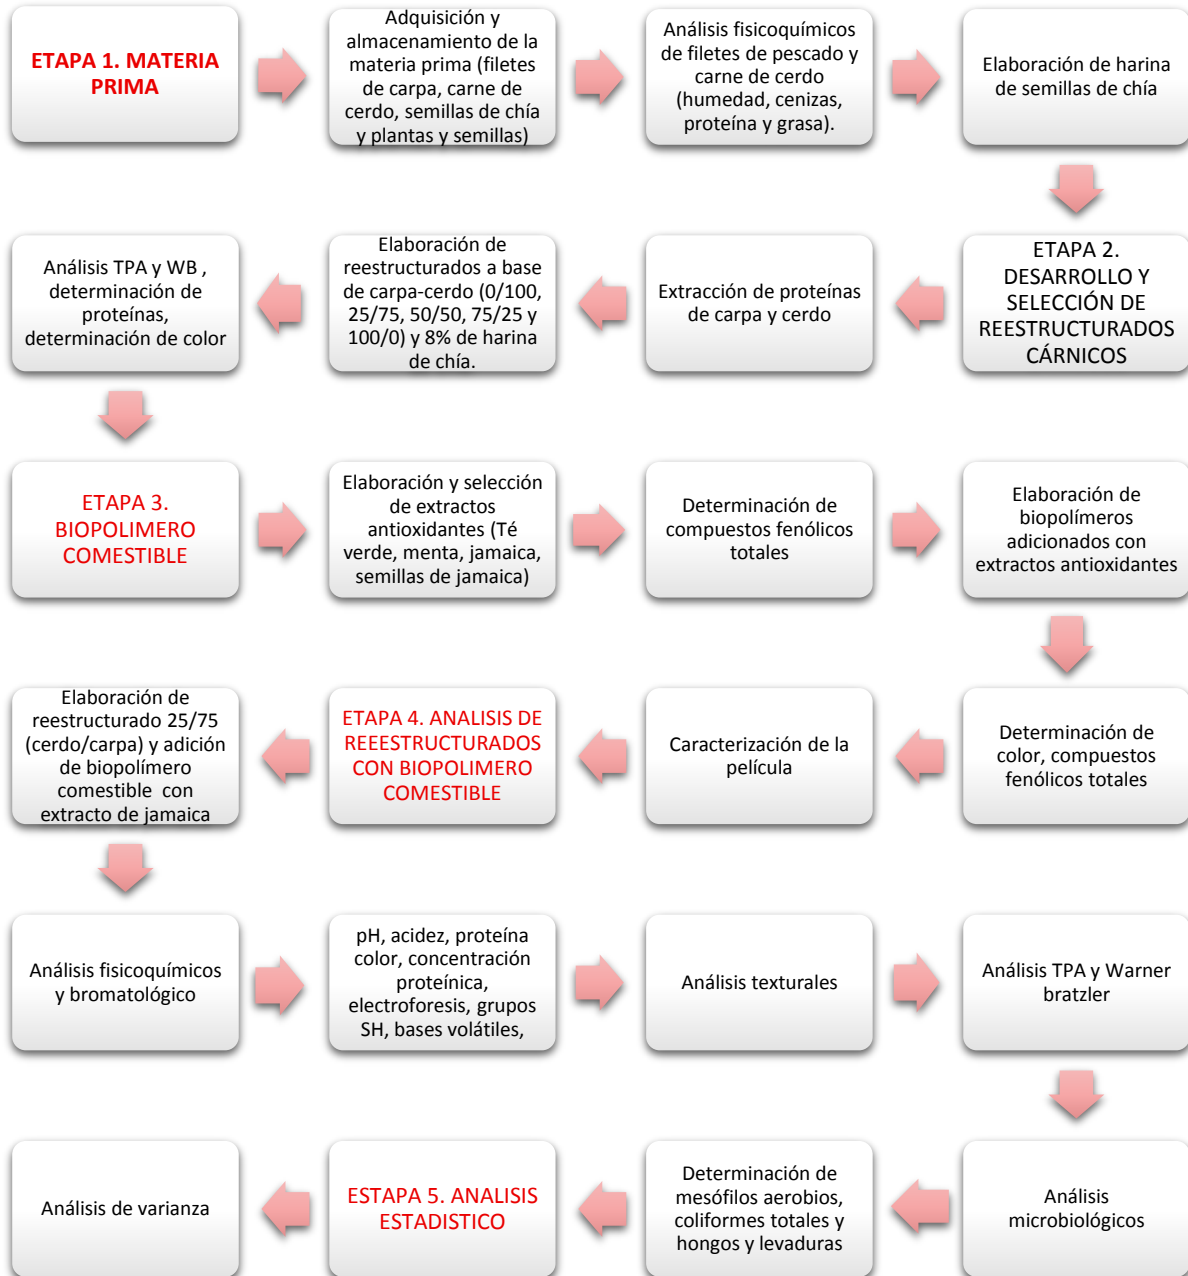 ETAPA 1. MATERIA
PRIMA
Adquisición y
almacenamiento de la
materia prima (filetes
de carpa, carne de
cerdo, semillas de chía
y plantas y semillas)
Análisis fisicoquímicos
de filetes de pescado y
carne de cerdo
(humedad, cenizas,
proteína y grasa).
Elaboración de harina
de semillas de chía
ETAPA 2.
DESARROLLO Y
SELECCIÓN DE
REESTRUCTURADOS
CÁRNICOS
Extracción de proteínas
de carpa y cerdo
Elaboración de
reestructurados a base
de carpa-cerdo (0/100,
25/75, 50/50, 75/25 y
100/0) y 8% de harina
de chía.
Análisis TPA y WB ,
determinación de
proteínas,
determinación de color
ETAPA 3.
BIOPOLIMERO
COMESTIBLE
Elaboración y selección
de extractos
antioxidantes (Té
verde, menta, jamaica,
semillas de jamaica)
Determinación de
compuestos fenólicos
totales
Elaboración de
biopolímeros
adicionados con
extractos antioxidantes
Determinación de
color, compuestos
fenólicos totales
Caracterización de la
película
ETAPA 4. ANALISIS DE
REEESTRUCTURADOS
CON BIOPOLIMERO
COMESTIBLE
Elaboración de
reestructurado 25/75
(cerdo/carpa) y adición
de biopolímero
comestible con
extracto de jamaica
Análisis fisicoquímicos
y bromatológico
pH, acidez, proteína
color, concentración
proteínica,
electroforesis, grupos
SH, bases volátiles,
Análisis texturales
Análisis TPA y Warner
bratzler
Análisis
microbiológicos
Determinación de
mesófilos aerobios,
coliformes totales y
hongos y levaduras
ESTAPA 5. ANALISIS
ESTADISTICO
Análisis de varianza